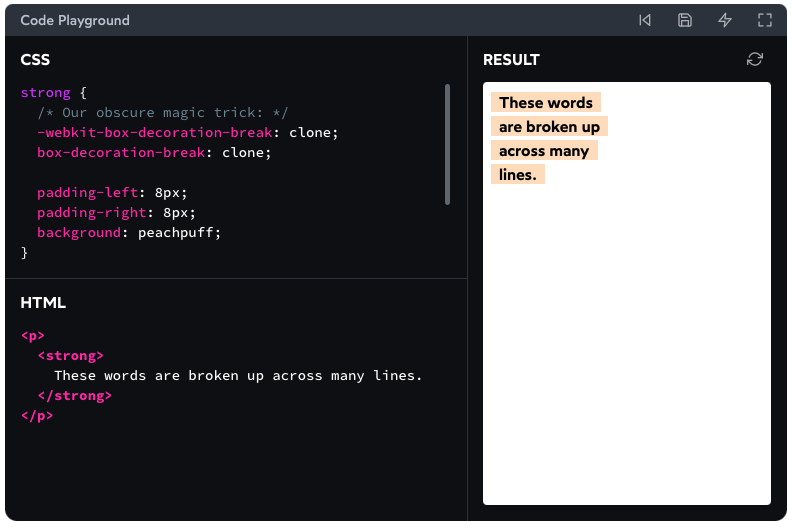 Code Playground
CSS
strong {
  /* Our obscure magic trick: */
  -webkit-box-decoration-break: clone;
  box-decoration-break: clone;

  padding-left: 8px;
  padding-right: 8px;
  background: peachpuff;
}
HTML
<p>
  <strong>
    These words are broken up across many lines.
  </strong>
</p>
RESULT
These words
are broken up
across many
lines.